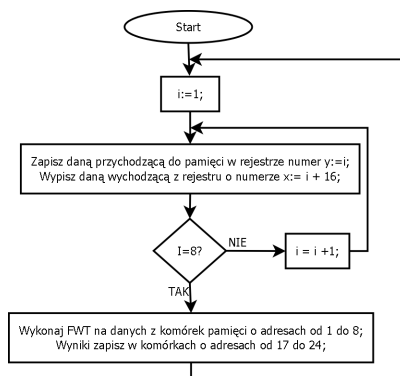 Start
i:=1;
Zapisz daną przychodzącą do pamięci w rejestrze numer y:=i;
Wypisz daną wychodzącą z rejestru o numerze x:= i + 16;
I=8?
NIE
i = i +1;
TAK
Wykonaj FWT na danych z komórek pamięci o adresach od 1 do 8;
Wyniki zapisz w komórkach o adresach od 17 do 24;